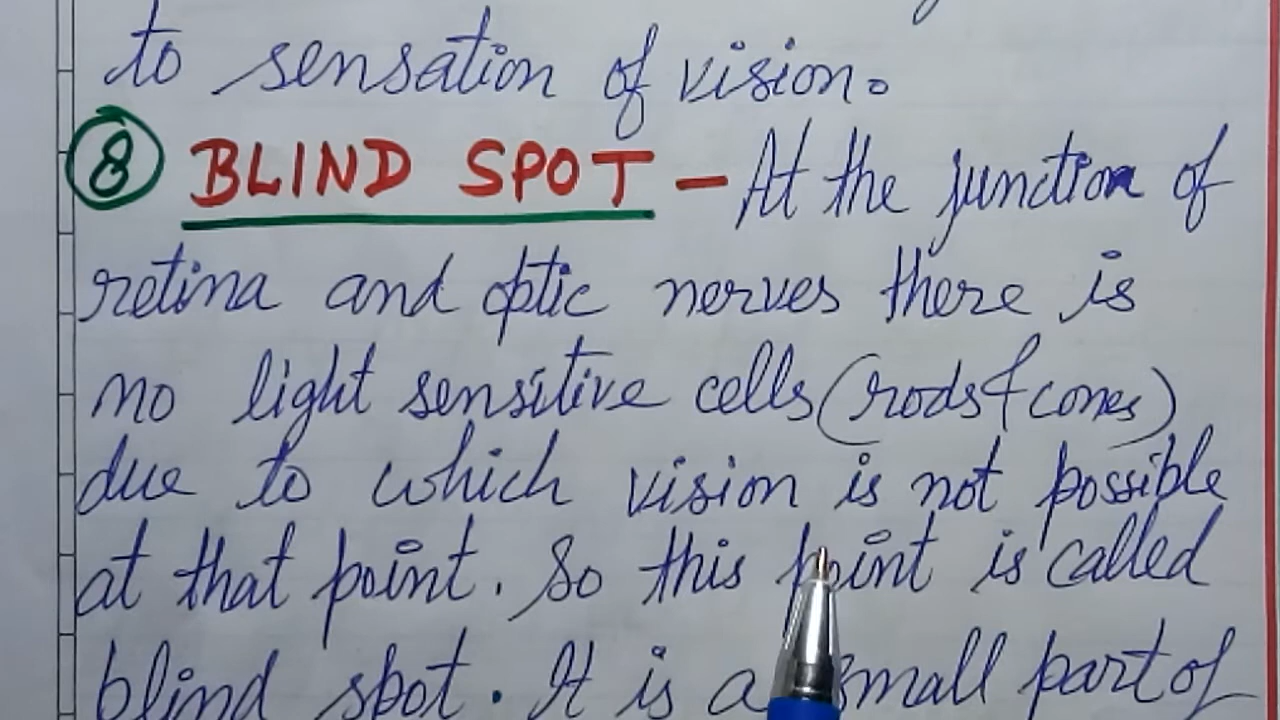 to sensation of vision.
8 BLIND SPOT - At the junction of
retina and optic nerves there is
no light sensitive cells (rods & cones)
due to which vision is not possible
at that point. So this point is called
blind spot. It is a small part of